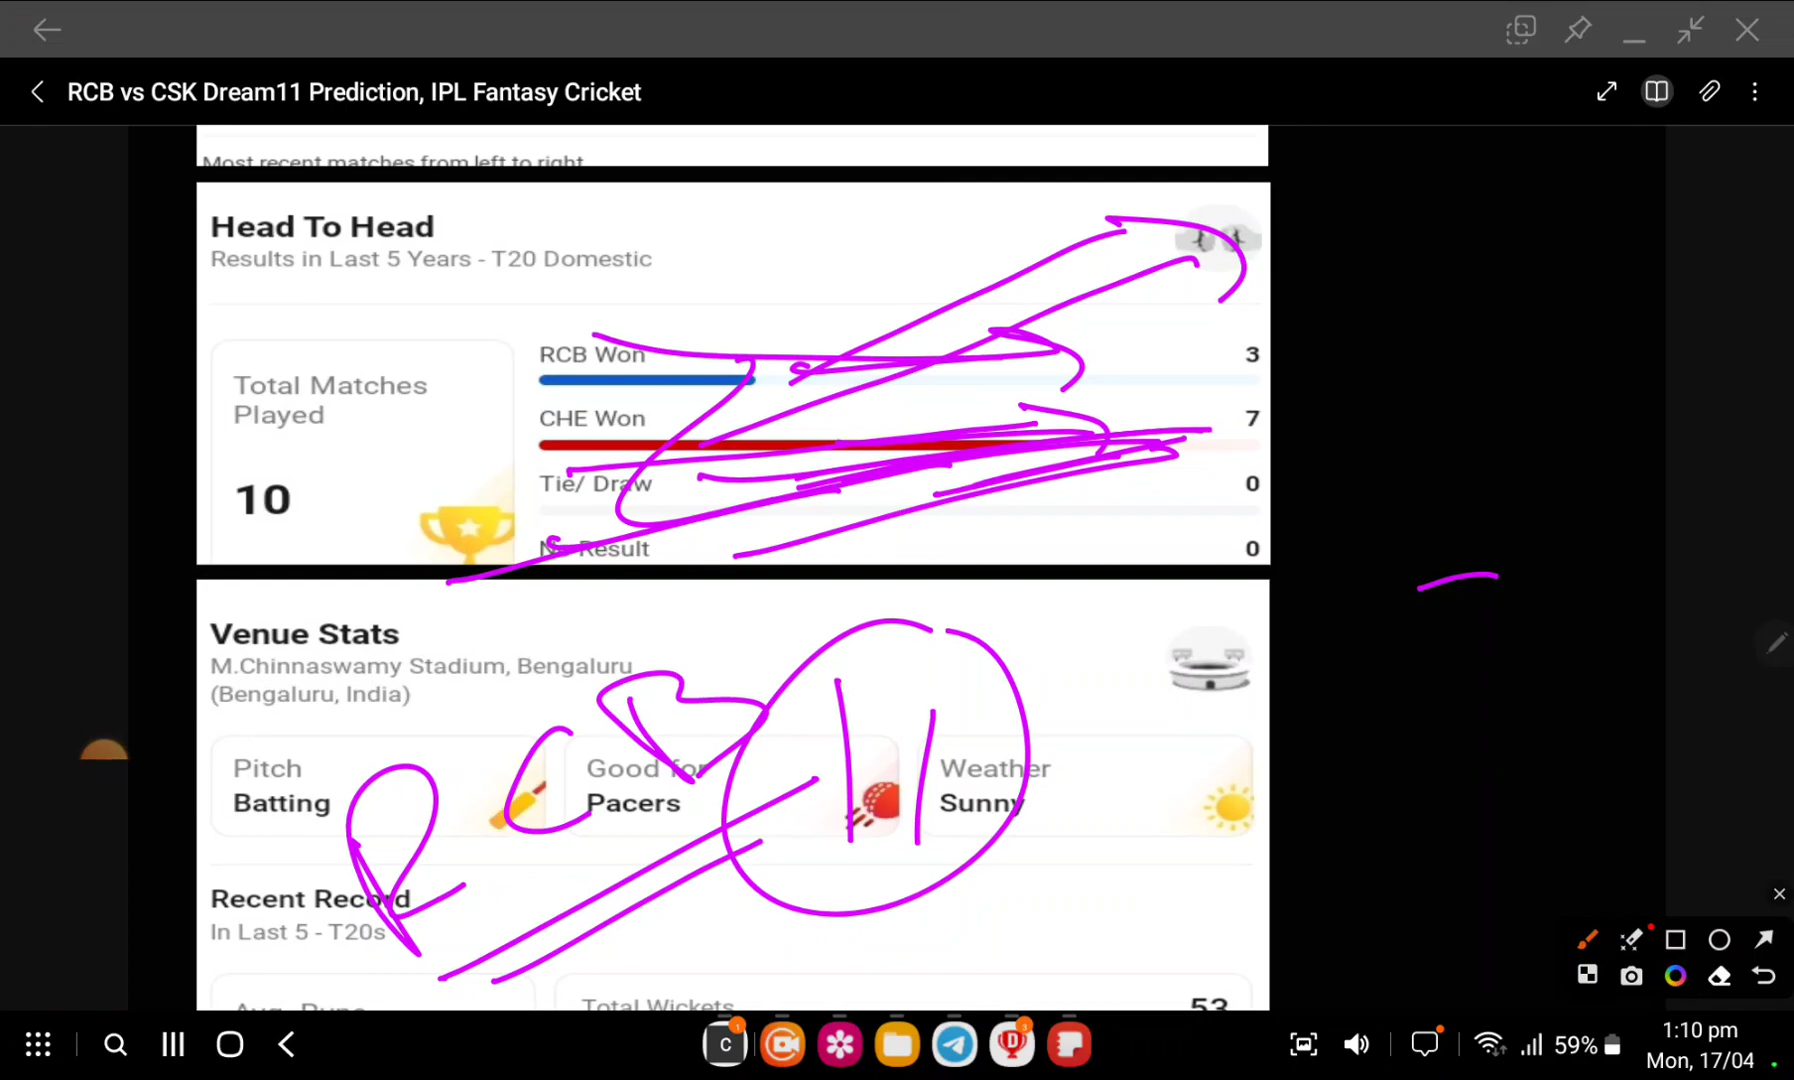 RCB vs CSK Dream11 Prediction, IPL Fantasy Cricket
Most recent matches from left to right
Head To Head
Results in Last 5 Years - T20 Domestic
Total Matches
Played
10
RCB Won 3
CHE Won 7
Tie/ Draw 0
No Result 0
Venue Stats
M.Chinnaswamy Stadium, Bengaluru
(Bengaluru, India)
Pitch
Batting
Good for
Pacers
Weather
Sunny
RCB 11
Recent Record
In Last 5 - T20s
Total Wickets 53
C
1
D
3
59%
1:10 pm
Mon, 17/04